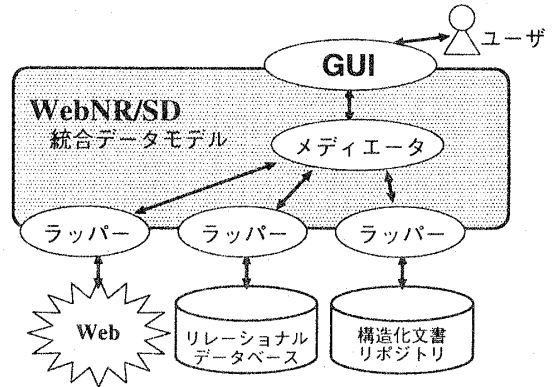 ユーザ
GUI
WebNR/SD
統合データモデル
メディエータ
ラッパー
ラッパー
ラッパー
Web
リレーショナル
データベース
構造化文書
リポジトリ